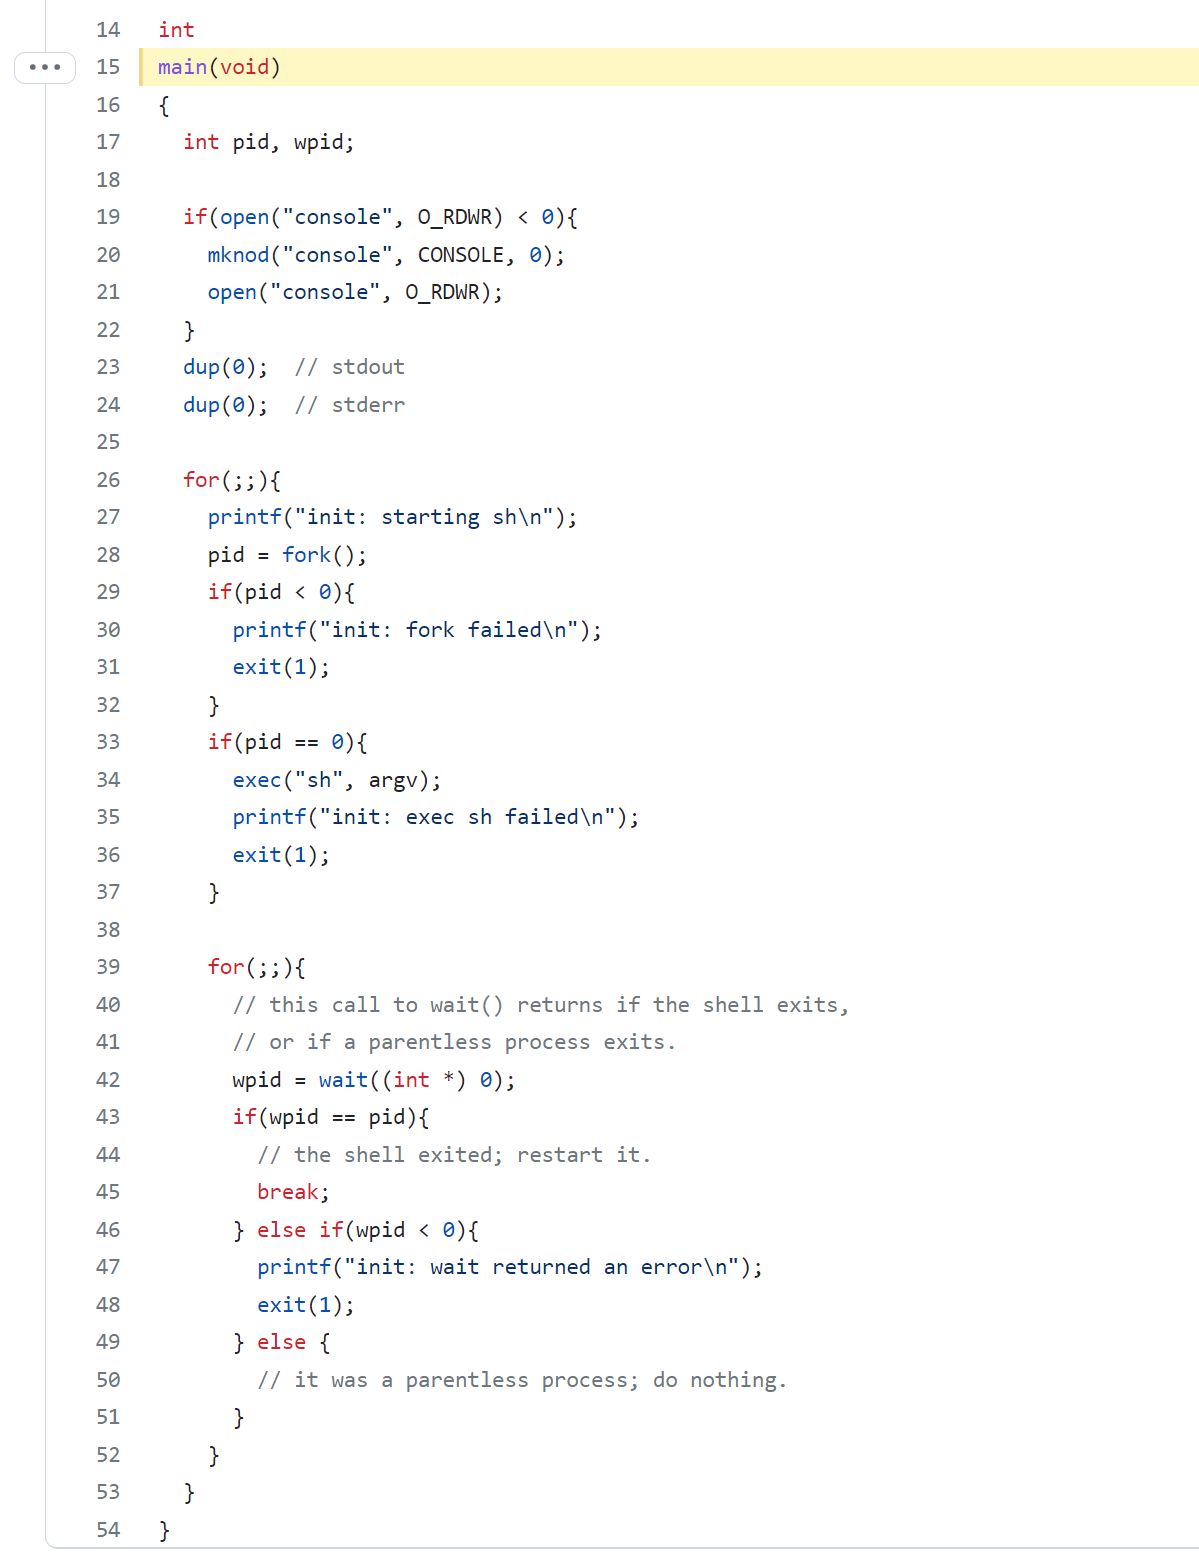 14 int
15 main(void)
16 {
17   int pid, wpid;
18
19   if(open("console", O_RDWR) < 0){
20     mknod("console", CONSOLE, 0);
21     open("console", O_RDWR);
22   }
23   dup(0);  // stdout
24   dup(0);  // stderr
25
26   for(;;){
27     printf("init: starting sh\n");
28     pid = fork();
29     if(pid < 0){
30       printf("init: fork failed\n");
31       exit(1);
32     }
33     if(pid == 0){
34       exec("sh", argv);
35       printf("init: exec sh failed\n");
36       exit(1);
37     }
38
39     for(;;){
40       // this call to wait() returns if the shell exits,
41       // or if a parentless process exits.
42       wpid = wait((int *) 0);
43       if(wpid == pid){
44         // the shell exited; restart it.
45         break;
46       } else if(wpid < 0){
47         printf("init: wait returned an error\n");
48         exit(1);
49       } else {
50         // it was a parentless process; do nothing.
51       }
52     }
53   }
54 }